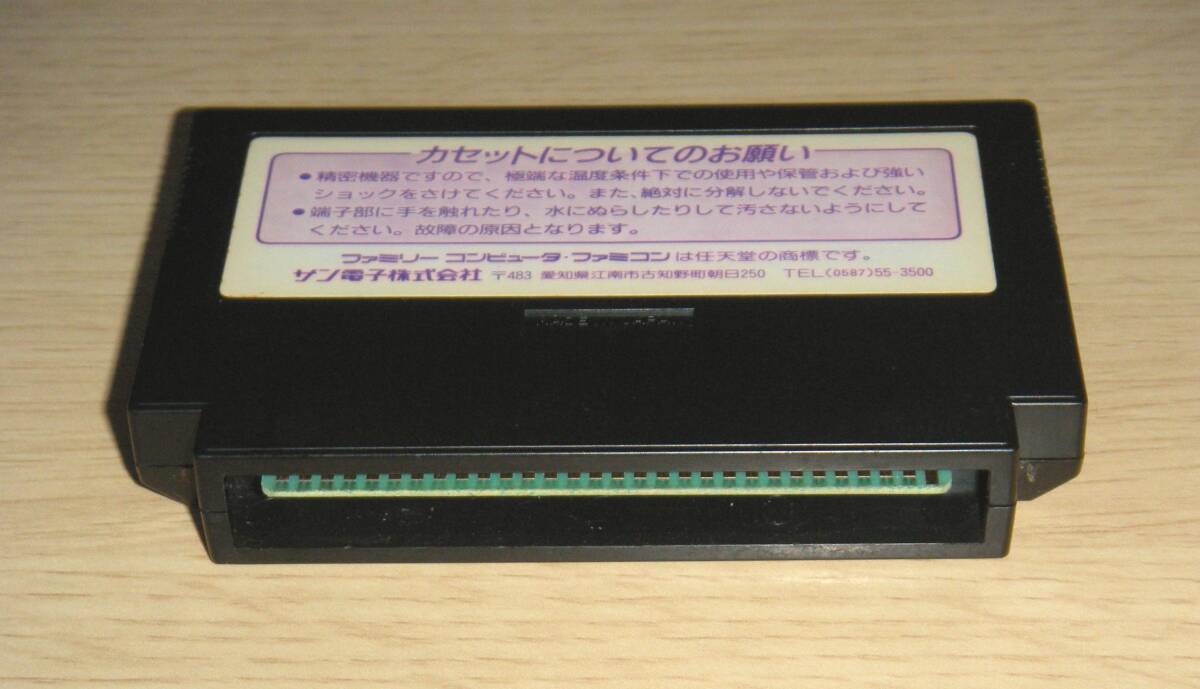 カセットについてのお願い
●精密機器ですので、極端な温度条件下での使用や保管および強い
ショックをさけてください。また、絶対に分解しないでください。
●端子部に手を触れたり、水にぬらしたりして汚さないようにして
ください。故障の原因となります。
ファミリー コンピュータ・ファミコンは任天堂の商標です。
サン電子株式会社 〒483 愛知県江南市古知野町朝日250 TEL(0587)55-3500
MADE IN JAPAN